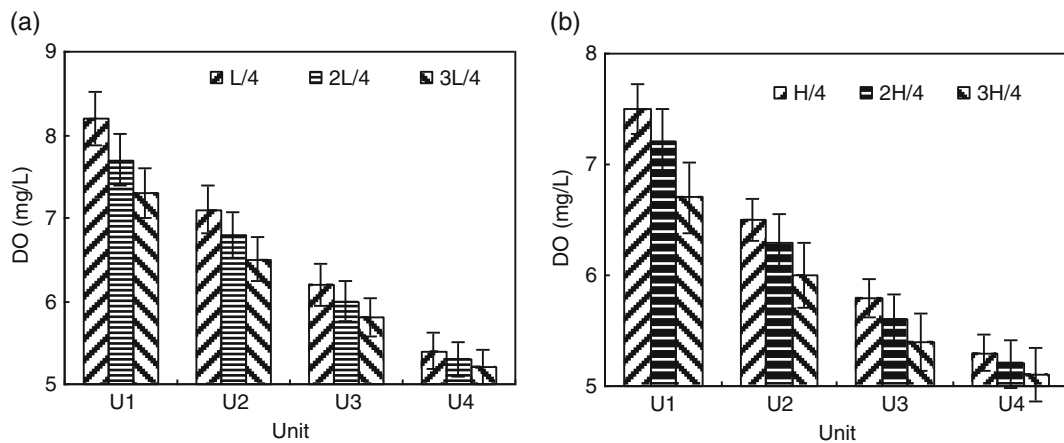 (a)
9
8
7
6
5
DO (mg/L)
L/4 2L/4 3L/4
U1 U2 U3 U4
Unit
(b)
8
7
6
5
DO (mg/L)
H/4 2H/4 3H/4
U1 U2 U3 U4
Unit